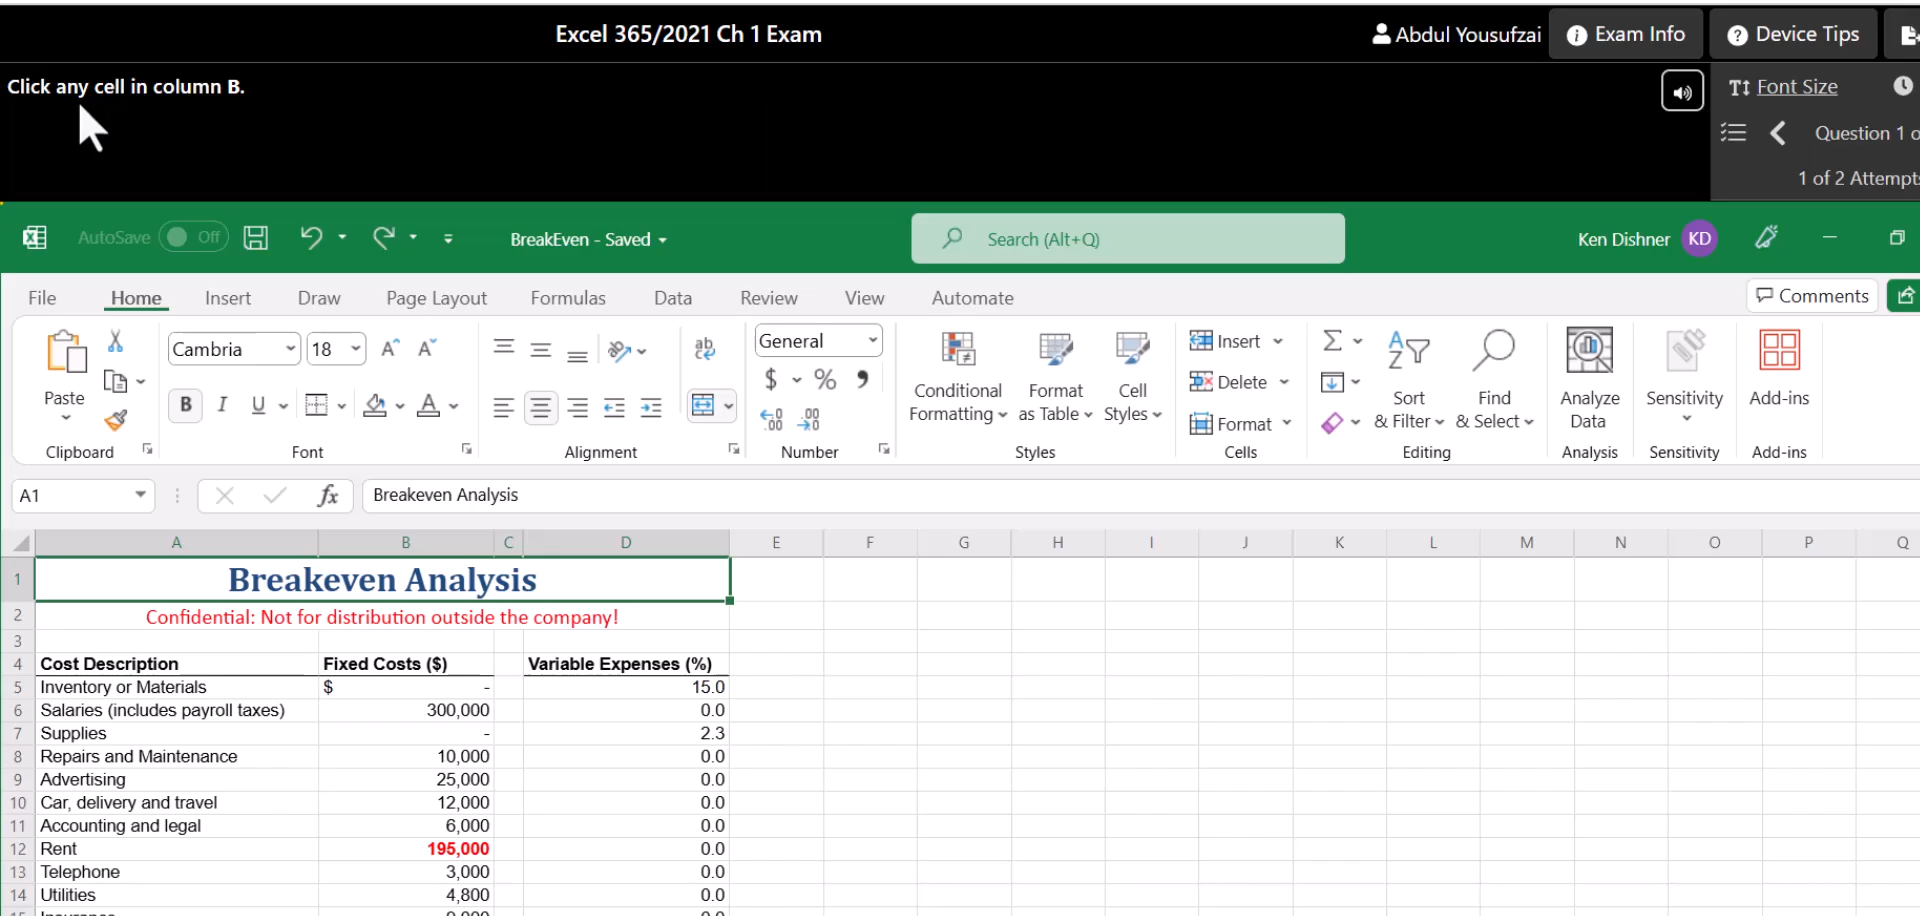 Excel 365/2021 Ch 1 Exam
Abdul Yousufzai
Exam Info
Device Tips
Click any cell in column B.
Font Size
Question 1
1 of 2 Attempts
AutoSave Off
BreakEven - Saved
Search (Alt+Q)
Ken Dishner KD
File Home Insert Draw Page Layout Formulas Data Review View Automate
Comments
Paste
Clipboard
Cambria 18
B I U
Font
ab
Alignment
General
$ % ,
Number
Conditional Formatting
Format as Table
Cell Styles
Styles
Insert
Delete
Format
Cells
Σ
Sort & Filter
Find & Select
Editing
Analyze Data
Analysis
Sensitivity
Sensitivity
Add-ins
Add-ins
A1 fx Breakeven Analysis
A B C D E F G H I J K L M N O P Q
1 Breakeven Analysis
2 Confidential: Not for distribution outside the company!
3
4 Cost Description Fixed Costs ($) Variable Expenses (%)
5 Inventory or Materials $ - 15.0
6 Salaries (includes payroll taxes) 300,000 0.0
7 Supplies - 2.3
8 Repairs and Maintenance 10,000 0.0
9 Advertising 25,000 0.0
10 Car, delivery and travel 12,000 0.0
11 Accounting and legal 6,000 0.0
12 Rent 195,000 0.0
13 Telephone 3,000 0.0
14 Utilities 4,800 0.0